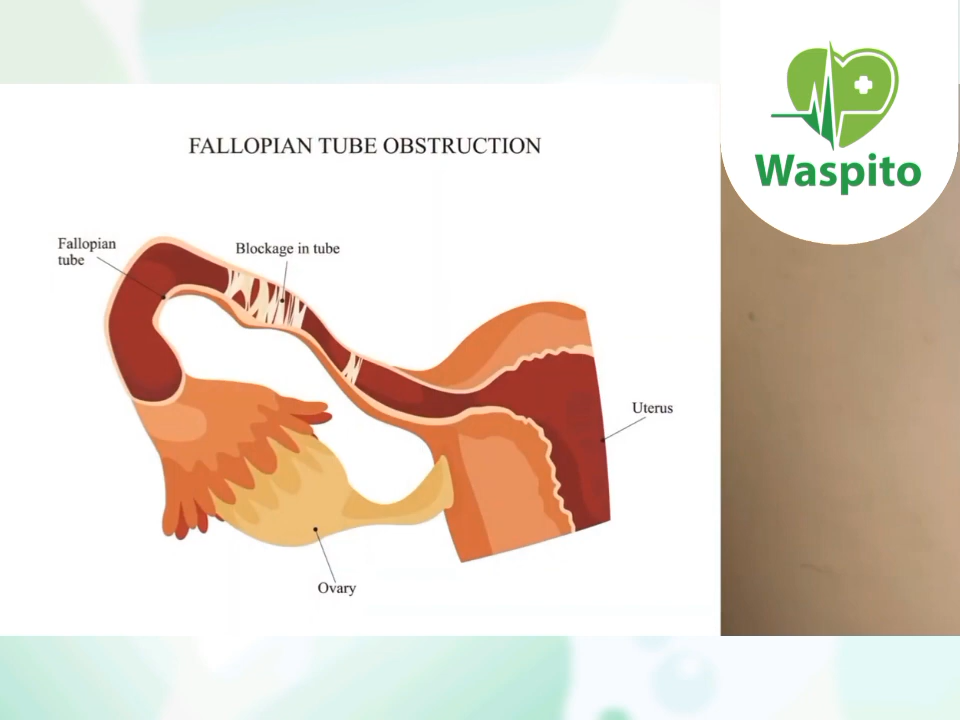 Waspito
FALLOPIAN TUBE OBSTRUCTION
Fallopian
tube
Blockage in tube
Uterus
Ovary